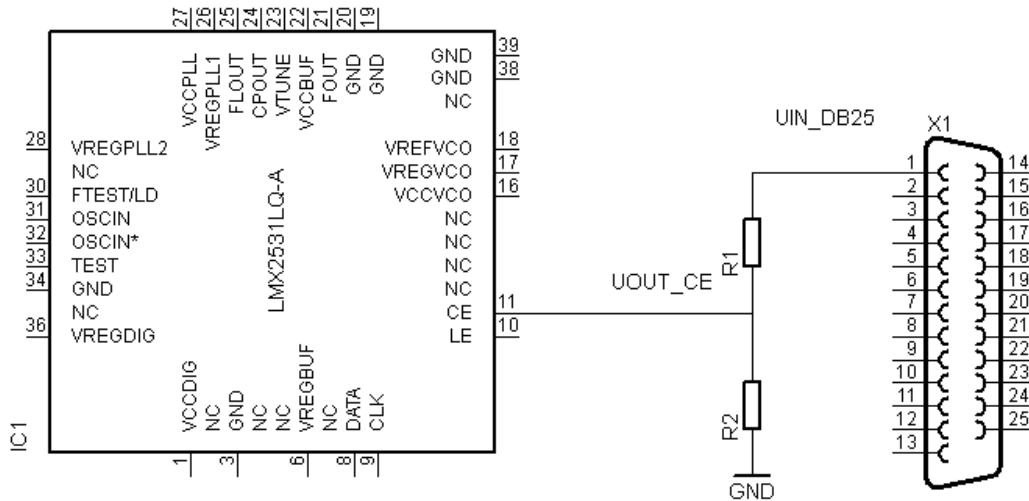 27 26 25 24 23 22 21 20 19
VCCPLL VREGPLL1 FLOUT CPOUT VTUNE VCCBUF FOUT GND GND
GND 39
GND 38
NC
28 VREGPLL2
NC
30 FTEST/LD
31 OSCIN
32 OSCIN*
33 TEST
34 GND
NC
36 VREGDIG
LMX2531LQ-A
VREFVCO 18
VREGVCO 17
VCCVCO 16
NC
NC
NC
NC
CE 11
LE 10
VCCDIG NC GND NC NC VREGBUF NC DATA CLK
1 3 6 8 9
IC1
UOUT_CE
R1
R2
GND
UIN_DB25
X1
1 14
2 15
3 16
4 17
5 18
6 19
7 20
8 21
9 22
10 23
11 24
12 25
13